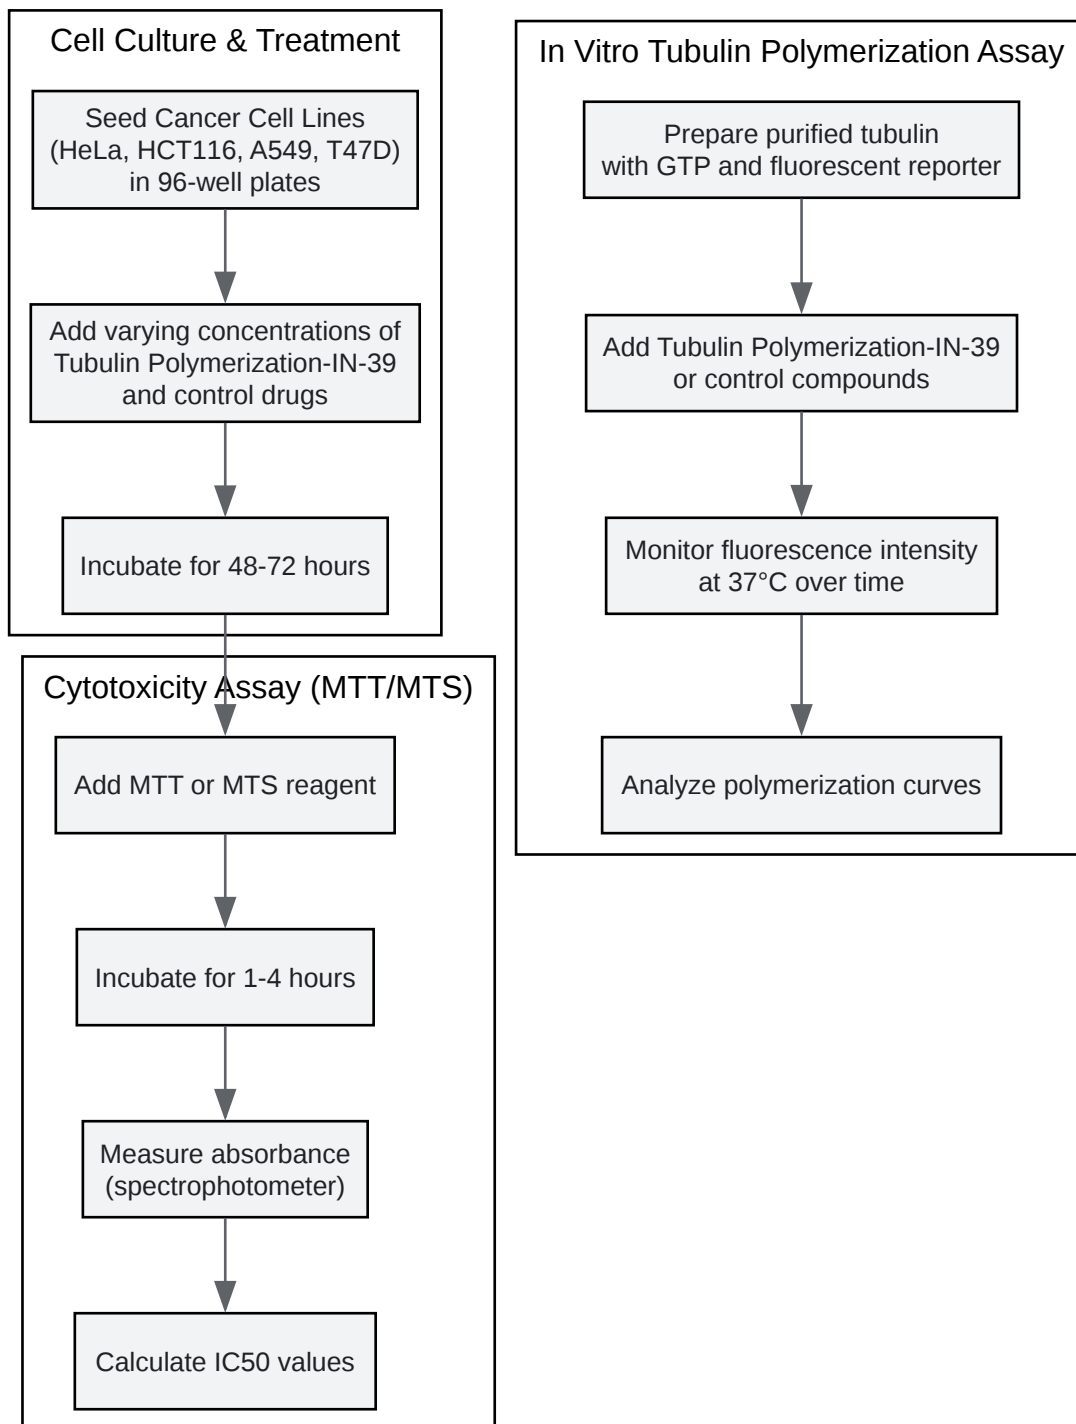 Cell Culture & Treatment
Seed Cancer Cell Lines
(HeLa, HCT116, A549, T47D)
in 96-well plates
Add varying concentrations of
Tubulin Polymerization-IN-39
and control drugs
Incubate for 48-72 hours
Cytotoxicity Assay (MTT/MTS)
Add MTT or MTS reagent
Incubate for 1-4 hours
Measure absorbance
(spectrophotometer)
Calculate IC50 values
In Vitro Tubulin Polymerization Assay
Prepare purified tubulin
with GTP and fluorescent reporter
Add Tubulin Polymerization-IN-39
or control compounds
Monitor fluorescence intensity
at 37°C over time
Analyze polymerization curves